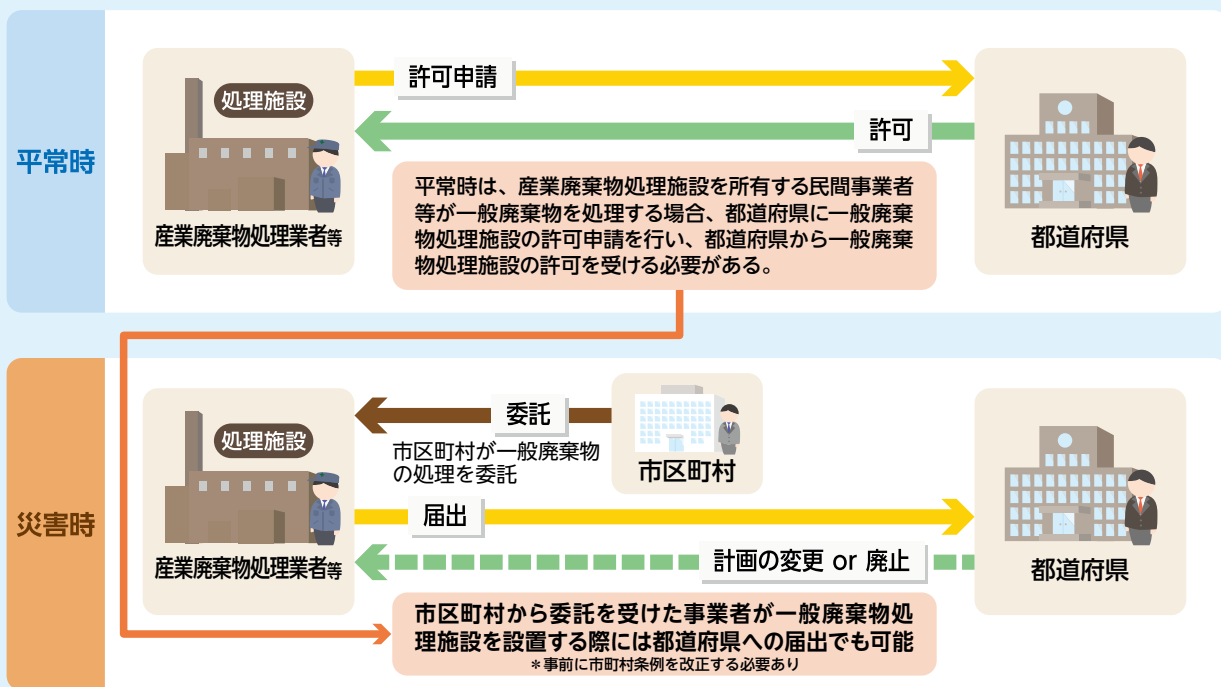 平常時
処理施設
産業廃棄物処理業者等
許可申請
許可
都道府県
平常時は、産業廃棄物処理施設を所有する民間事業者
等が一般廃棄物を処理する場合、都道府県に一般廃棄
物処理施設の許可申請を行い、都道府県から一般廃棄
物処理施設の許可を受ける必要がある。
災害時
処理施設
産業廃棄物処理業者等
委託
市区町村が一般廃棄物
の処理を委託
市区町村
届出
計画の変更 or 廃止
都道府県
市区町村から委託を受けた事業者が一般廃棄物処
理施設を設置する際には都道府県への届出でも可能
＊事前に市町村条例を改正する必要あり